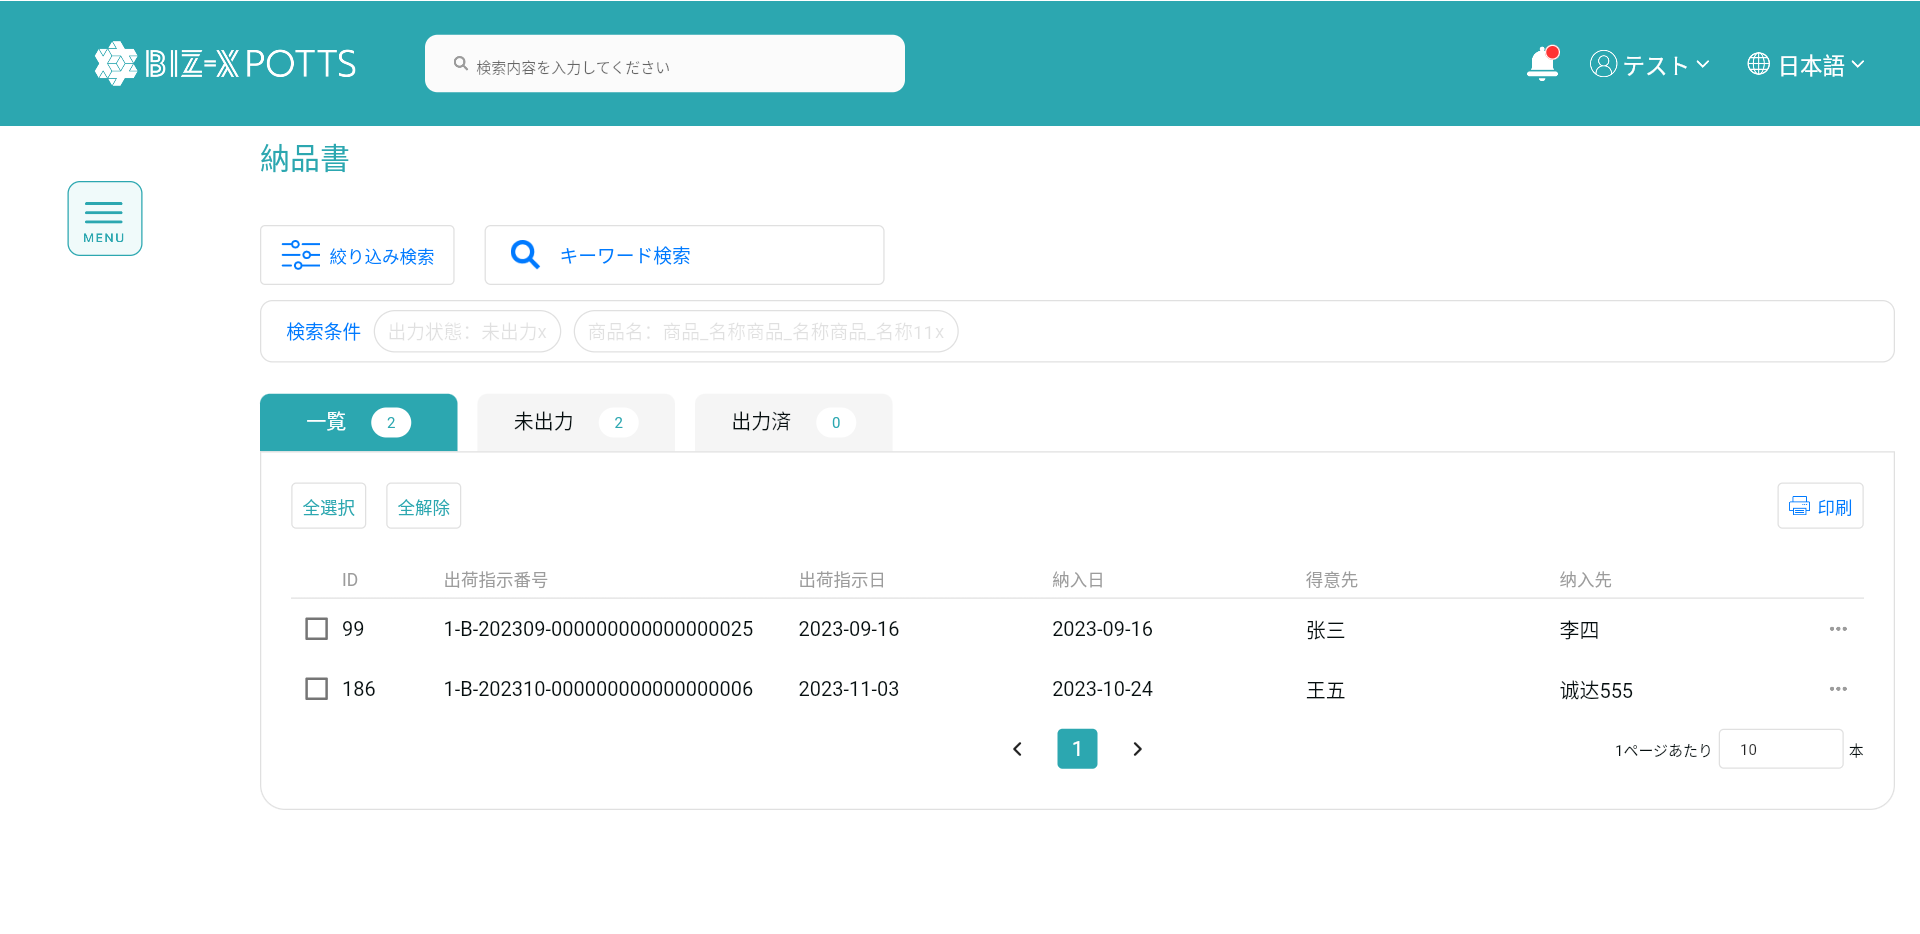 BIZ=X POTTS
検索内容を入力してください
テスト
日本語
納品書
MENU
絞り込み検索
キーワード検索
検索条件 出力状態：未出力x 商品名：商品_名称商品_名称商品_名称11x
一覧 2 未出力 2 出力済 0
全選択 全解除 印刷
ID 出荷指示番号 出荷指示日 納入日 得意先 纳入先
99 1-B-202309-000000000000000025 2023-09-16 2023-09-16 张三 李四 ...
186 1-B-202310-000000000000000006 2023-11-03 2023-10-24 王五 诚达555 ...
1 1ページあたり 10 本